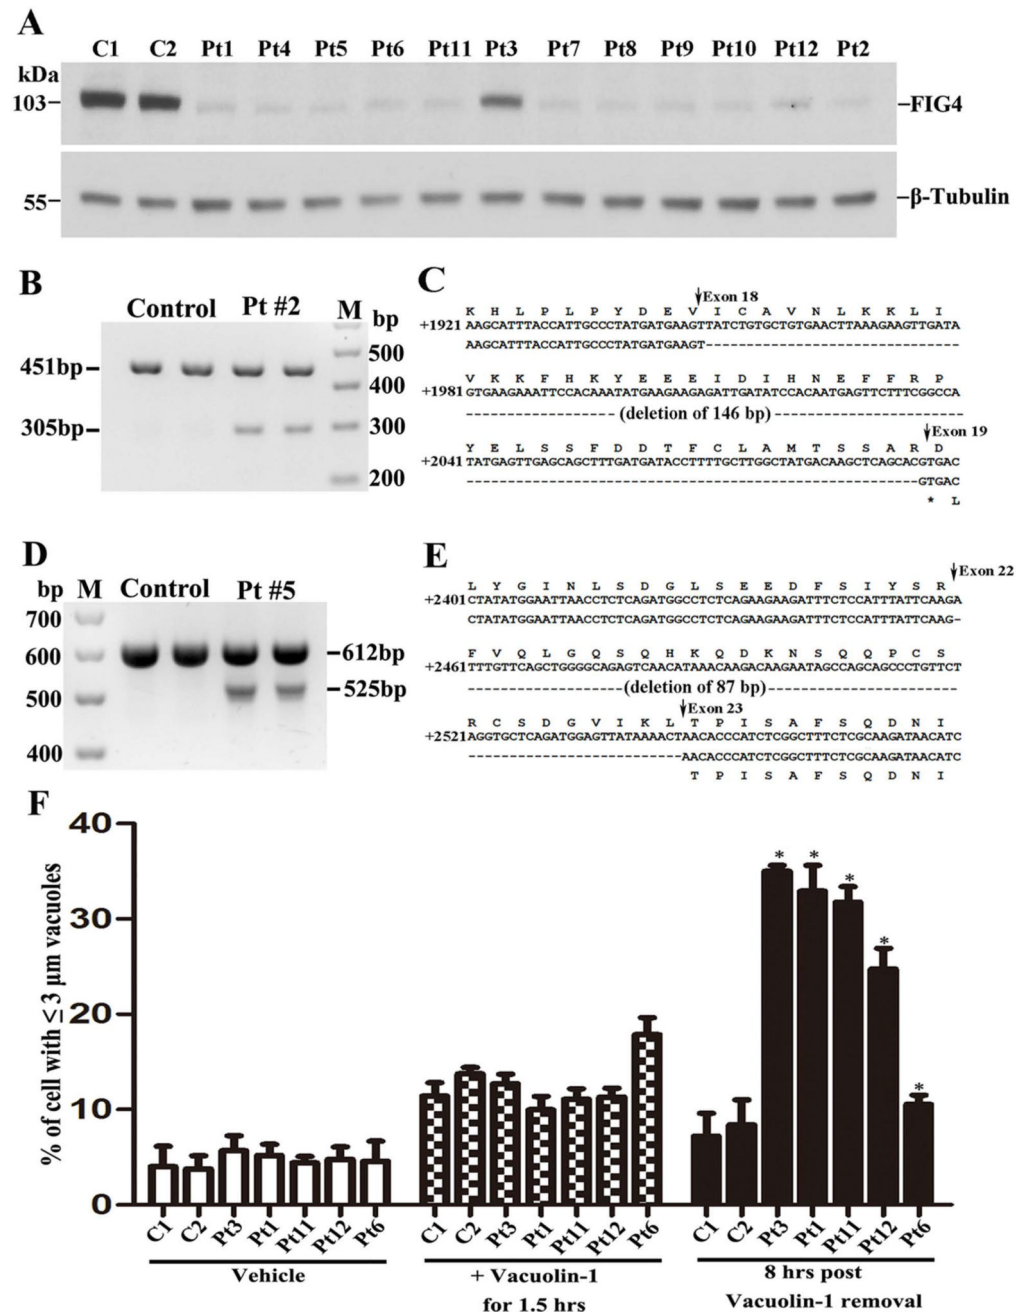 A
C1 C2 Pt1 Pt4 Pt5 Pt6 Pt11 Pt3 Pt7 Pt8 Pt9 Pt10 Pt12 Pt2
kDa
103 FIG4
55 β-Tubulin
B
Control Pt #2 M bp
500
451bp
400
305bp 300
200
C
Exon 18
K H L P L P Y D E V I C A V N L K K L I
+1921 AAGCATTTACCATTGCCCTATGATGAAGTTATCTGTGCTGTGAACTTAAAGAAGTTGATA
AAGCATTTACCATTGCCCTATGATGAAGT-------------------------------
V K K F H K Y E E E I D I H N E F F R P
+1981 GTGAAGAAATTCCACAAATATGAAGAAGAGATTGATATCCACAATGAGTTCTTTCGGCCA
------------------(deletion of 146 bp)-----------------------
Exon 19
Y E L S S F D D T F C L A M T S S A R D
+2041 TATGAGTTGAGCAGCTTTGATGATACCTTTTGCTTGGCTATGACAAGCTCAGCACGTGAC
-------------------------------------------------------GTGAC
* L
D
bp M Control Pt #5
700
600 612bp
525bp
500
400
E
Exon 22
L Y G I N L S D G L S E E D F S I Y S R
+2401 CTATATGGAATTAACCTCTCAGATGGCCTCTCAGAAGAAGATTTCTCCATTTATTCAAGA
CTATATGGAATTAACCTCTCAGATGGCCTCTCAGAAGAAGATTTCTCCATTTATTCAAG-
F V Q L G Q S Q H K Q D K N S Q Q P C S
+2461 TTTGTTCAGCTGGGGCAGAGTCAACATAAACAAGACAAGAATAGCCAGCAGCCCTGTTCT
-------------------(deletion of 87 bp)-----------------------
Exon 23
R C S D G V I K L T P I S A F S Q D N I
+2521 AGGTGCTCAGATGGAGTTATAAAACTAACACCCATCTCGGCTTTCTCGCAAGATAACATC
--------------------------AACACCCATCTCGGCTTTCTCGCAAGATAACATC
T P I S A F S Q D N I
F
% of cell with ≤ 3 μm vacuoles
40
30
20
10
0
* * * * *
C1 C2 Pt3 Pt1 Pt11 Pt12 Pt6 C1 C2 Pt3 Pt1 Pt11 Pt12 Pt6 C1 C2 Pt3 Pt1 Pt11 Pt12 Pt6
Vehicle + Vacuolin-1 8 hrs post
for 1.5 hrs Vacuolin-1 removal